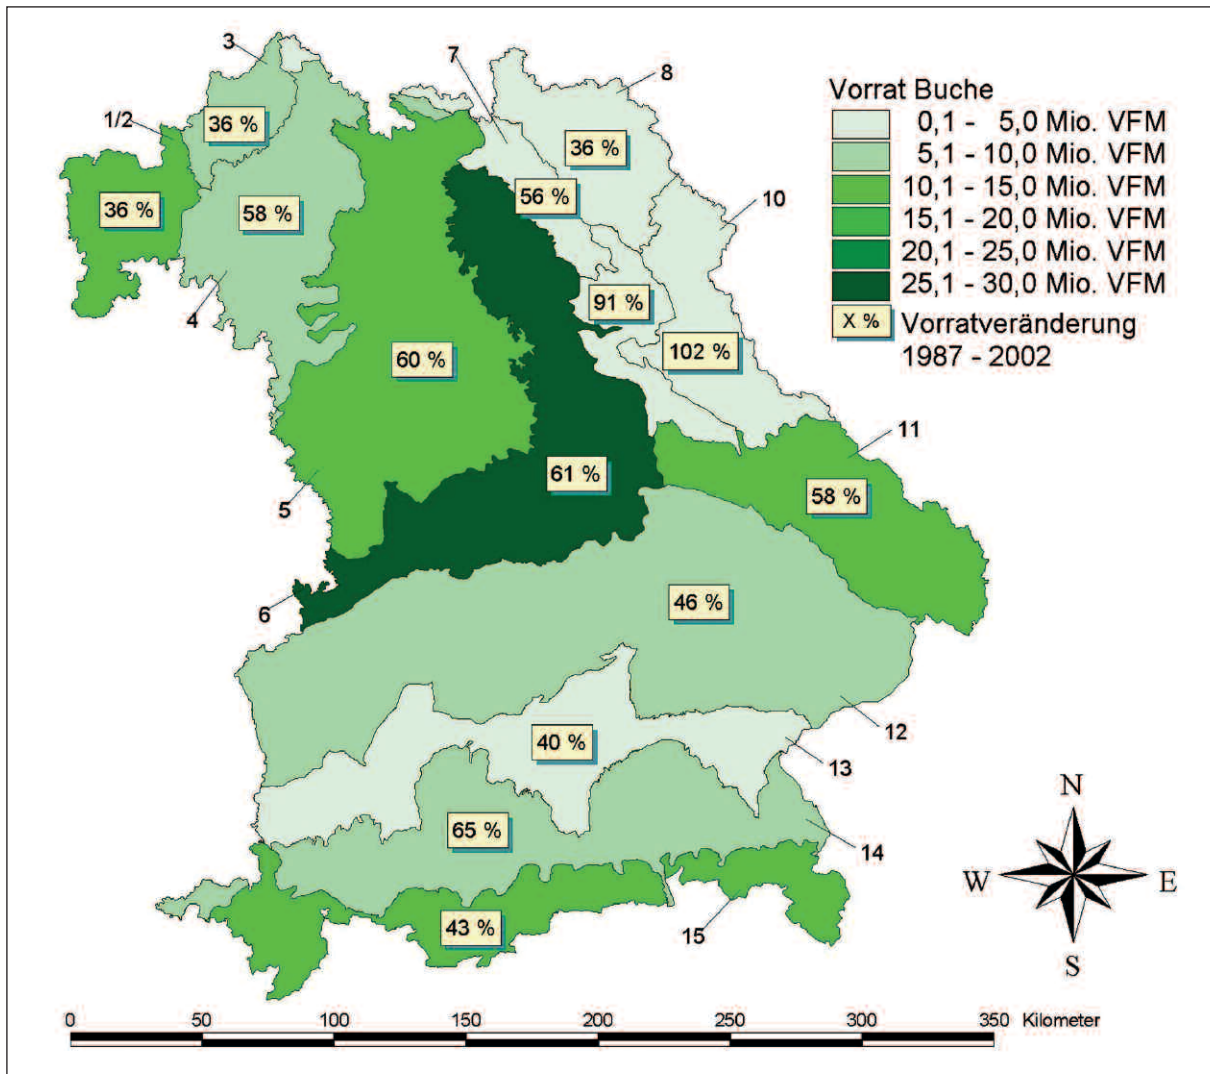 Vorrat Buche
0,1 - 5,0 Mio. VFM
5,1 - 10,0 Mio. VFM
10,1 - 15,0 Mio. VFM
15,1 - 20,0 Mio. VFM
20,1 - 25,0 Mio. VFM
25,1 - 30,0 Mio. VFM
X % Vorratveränderung
1987 - 2002
3
7
8
1/2
36 %
36 %
56 %
10
36 %
58 %
4
91 %
102 %
60 %
11
61 %
58 %
5
6
46 %
12
40 %
13
65 %
14
43 %
15
N
W
E
S
0 50 100 150 200 250 300 350 Kilometer